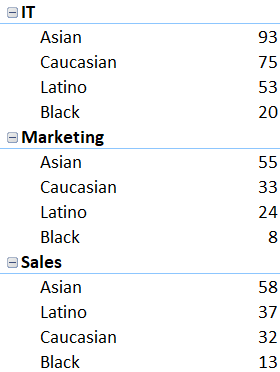 IT
Asian 93
Caucasian 75
Latino 53
Black 20
Marketing
Asian 55
Caucasian 33
Latino 24
Black 8
Sales
Asian 58
Latino 37
Caucasian 32
Black 13